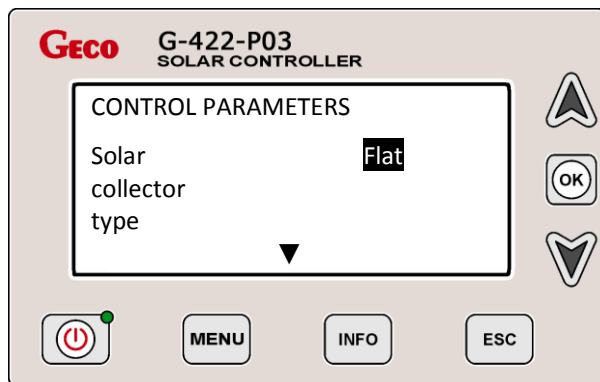 GECO
G-422-P03
SOLAR CONTROLLER
CONTROL PARAMETERS
Solar Flat
collector
type
OK
MENU
INFO
ESC